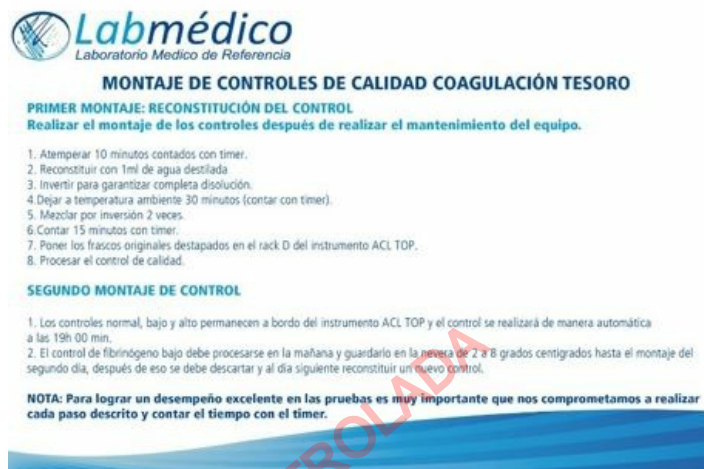 Labmédico
Laboratorio Medico de Referencia
MONTAJE DE CONTROLES DE CALIDAD COAGULACIÓN TESORO
PRIMER MONTAJE: RECONSTITUCIÓN DEL CONTROL
Realizar el montaje de los controles después de realizar el mantenimiento del equipo.
1. Atemperar 10 minutos contados con timer.
2. Reconstituir con 1ml de agua destilada
3. Invertir para garantizar completa disolución.
4.Dejar a temperatura ambiente 30 minutos (contar con timer).
5. Mezclar por inversión 2 veces.
6.Contar 15 minutos con timer.
7. Poner los frascos originales destapados en el rack D del instrumento ACL TOP.
8. Procesar el control de calidad.
SEGUNDO MONTAJE DE CONTROL
1. Los controles normal, bajo y alto permanecen a bordo del instrumento ACL TOP y el control se realizará de manera automática
a las 19h 00 min.
2. El control de fibrinógeno bajo debe procesarse en la mañana y guardarlo en la nevera de 2 a 8 grados centigrados hasta el montaje del
segundo día, después de eso se debe descartar y al día siguiente reconstituir un nuevo control.
NOTA: Para lograr un desempeño excelente en las pruebas es muy importante que nos comprometamos a realizar
cada paso descrito y contar el tiempo con el timer.
TROLADA